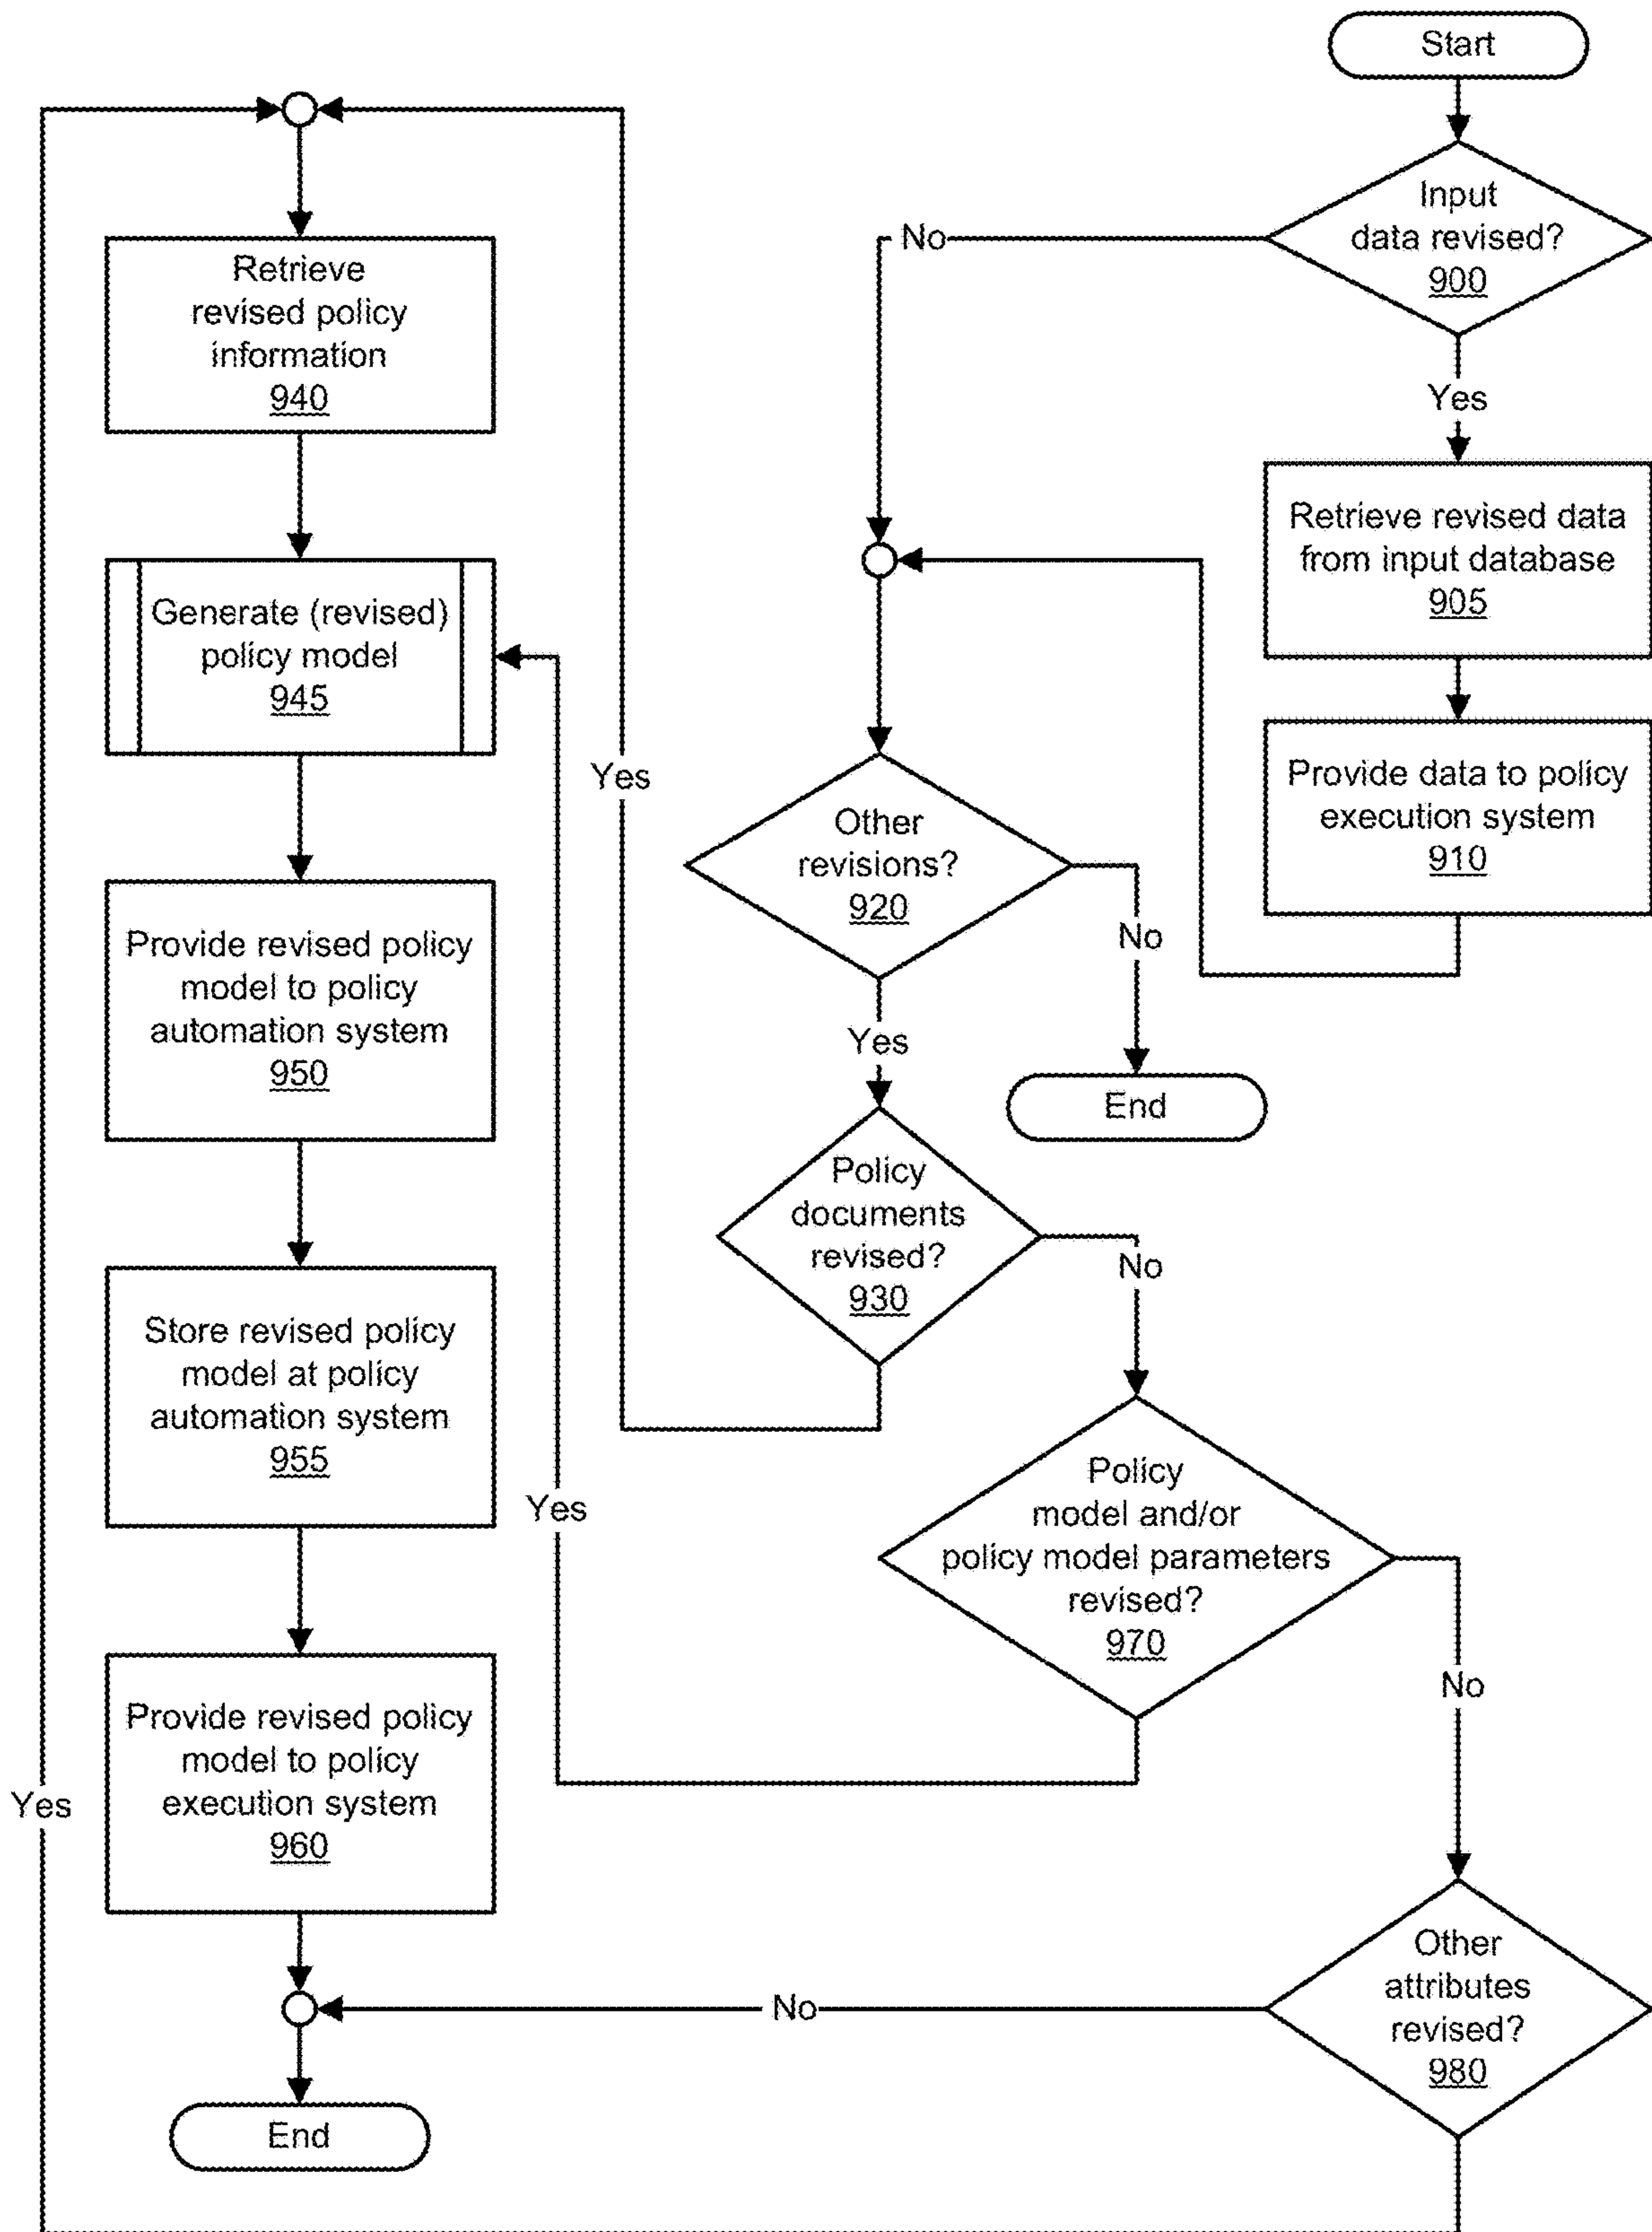 Start
Input
data revised?
900
No
Yes
Retrieve revised data
from input database
905
Provide data to policy
execution system
910
Other
revisions?
920
No
End
Yes
Policy
documents
revised?
930
Yes
No
Policy
model and/or
policy model parameters
revised?
970
Yes
No
Other
attributes
revised?
980
Yes
No
Retrieve
revised policy
information
940
Generate (revised)
policy model
945
Provide revised policy
model to policy
automation system
950
Store revised policy
model at policy
automation system
955
Provide revised policy
model to policy
execution system
960
End